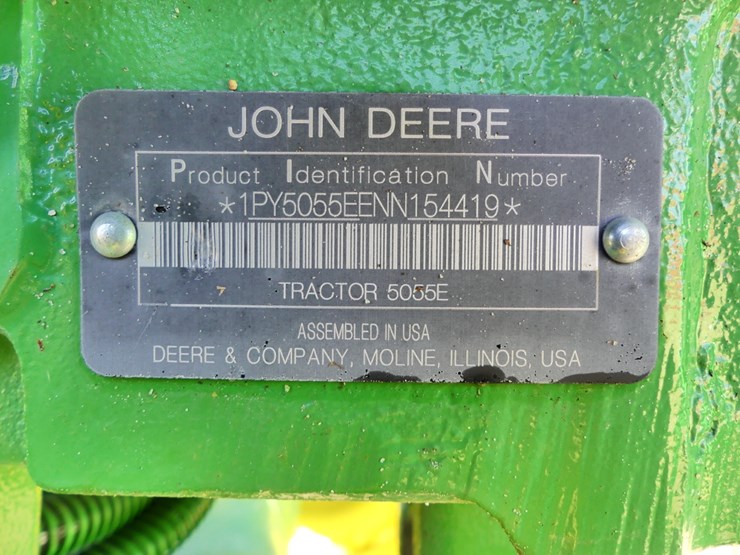 JOHN DEERE
Product Identification Number
*1PY5055EENN154419*
TRACTOR 5055E
ASSEMBLED IN USA
DEERE & COMPANY, MOLINE, ILLINOIS, USA